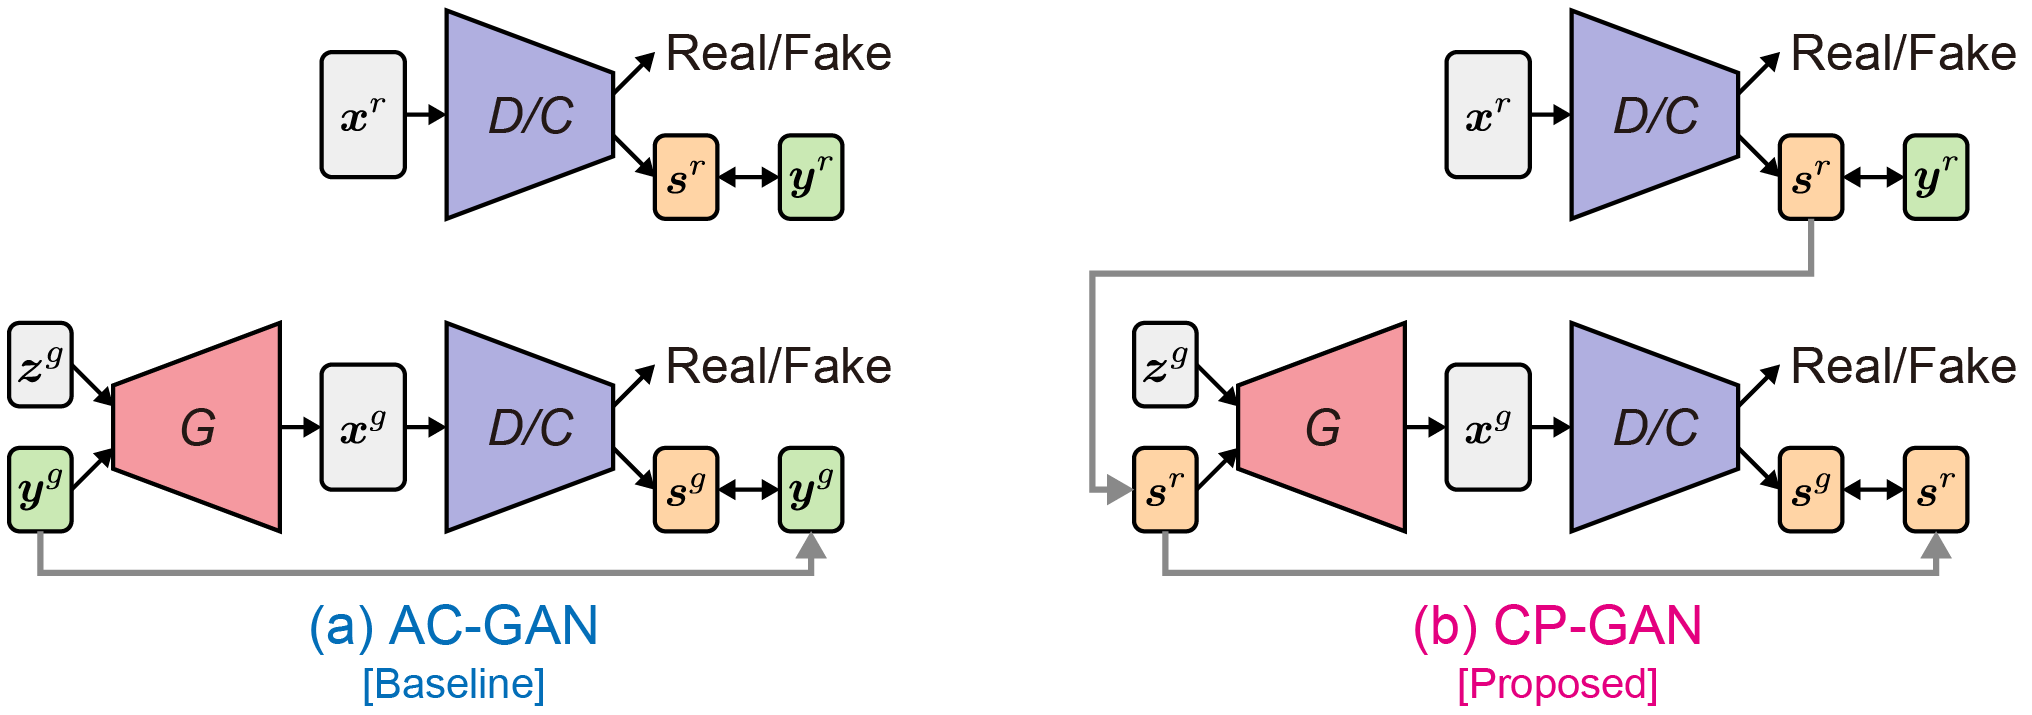 x^r D/C Real/Fake
s^r y^r
z^g
y^g G x^g D/C Real/Fake
s^g y^g
(a) AC-GAN
[Baseline]
x^r D/C Real/Fake
s^r y^r
z^g
s^r G x^g D/C Real/Fake
s^g s^r
(b) CP-GAN
[Proposed]